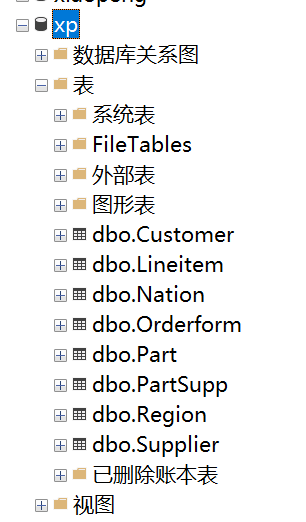 xp
数据库关系图
表
系统表
FileTables
外部表
图形表
dbo.Customer
dbo.Lineitem
dbo.Nation
dbo.Orderform
dbo.Part
dbo.PartSupp
dbo.Region
dbo.Supplier
已删除账本表
视图